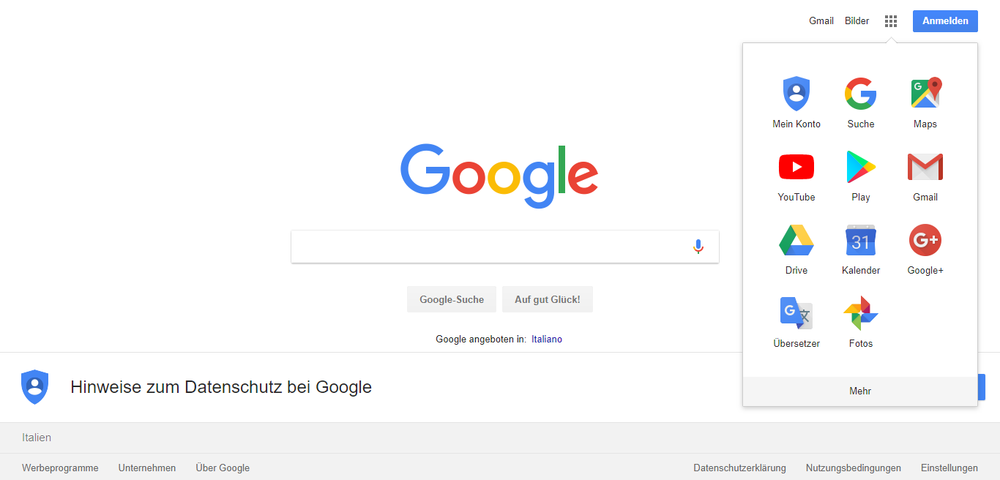 Gmail Bilder Anmelden
Mein Konto Suche Maps
G
YouTube Play Gmail
Google
31 G+
Drive Kalender Google+
Google-Suche Auf gut Glück!
G 文
Google angeboten in: Italiano
Übersetzer Fotos
Hinweise zum Datenschutz bei Google
Mehr
Italien
Werbeprogramme Unternehmen Über Google Datenschutzerklärung Nutzungsbedingungen Einstellungen